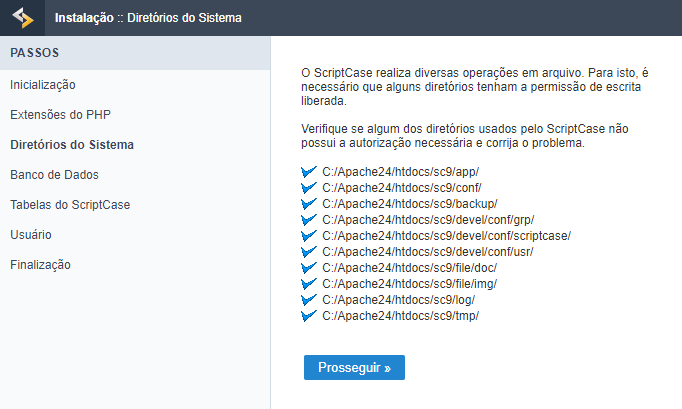 Instalação :: Diretórios do Sistema
PASSOS
Inicialização
Extensões do PHP
Diretórios do Sistema
Banco de Dados
Tabelas do ScriptCase
Usuário
Finalização
O ScriptCase realiza diversas operações em arquivo. Para isto, é
necessário que alguns diretórios tenham a permissão de escrita
liberada.
Verifique se algum dos diretórios usados pelo ScriptCase não
possui a autorização necessária e corrija o problema.
C:/Apache24/htdocs/sc9/app/
C:/Apache24/htdocs/sc9/conf/
C:/Apache24/htdocs/sc9/backup/
C:/Apache24/htdocs/sc9/devel/conf/grp/
C:/Apache24/htdocs/sc9/devel/conf/scriptcase/
C:/Apache24/htdocs/sc9/devel/conf/usr/
C:/Apache24/htdocs/sc9/file/doc/
C:/Apache24/htdocs/sc9/file/img/
C:/Apache24/htdocs/sc9/log/
C:/Apache24/htdocs/sc9/tmp/
Prosseguir »